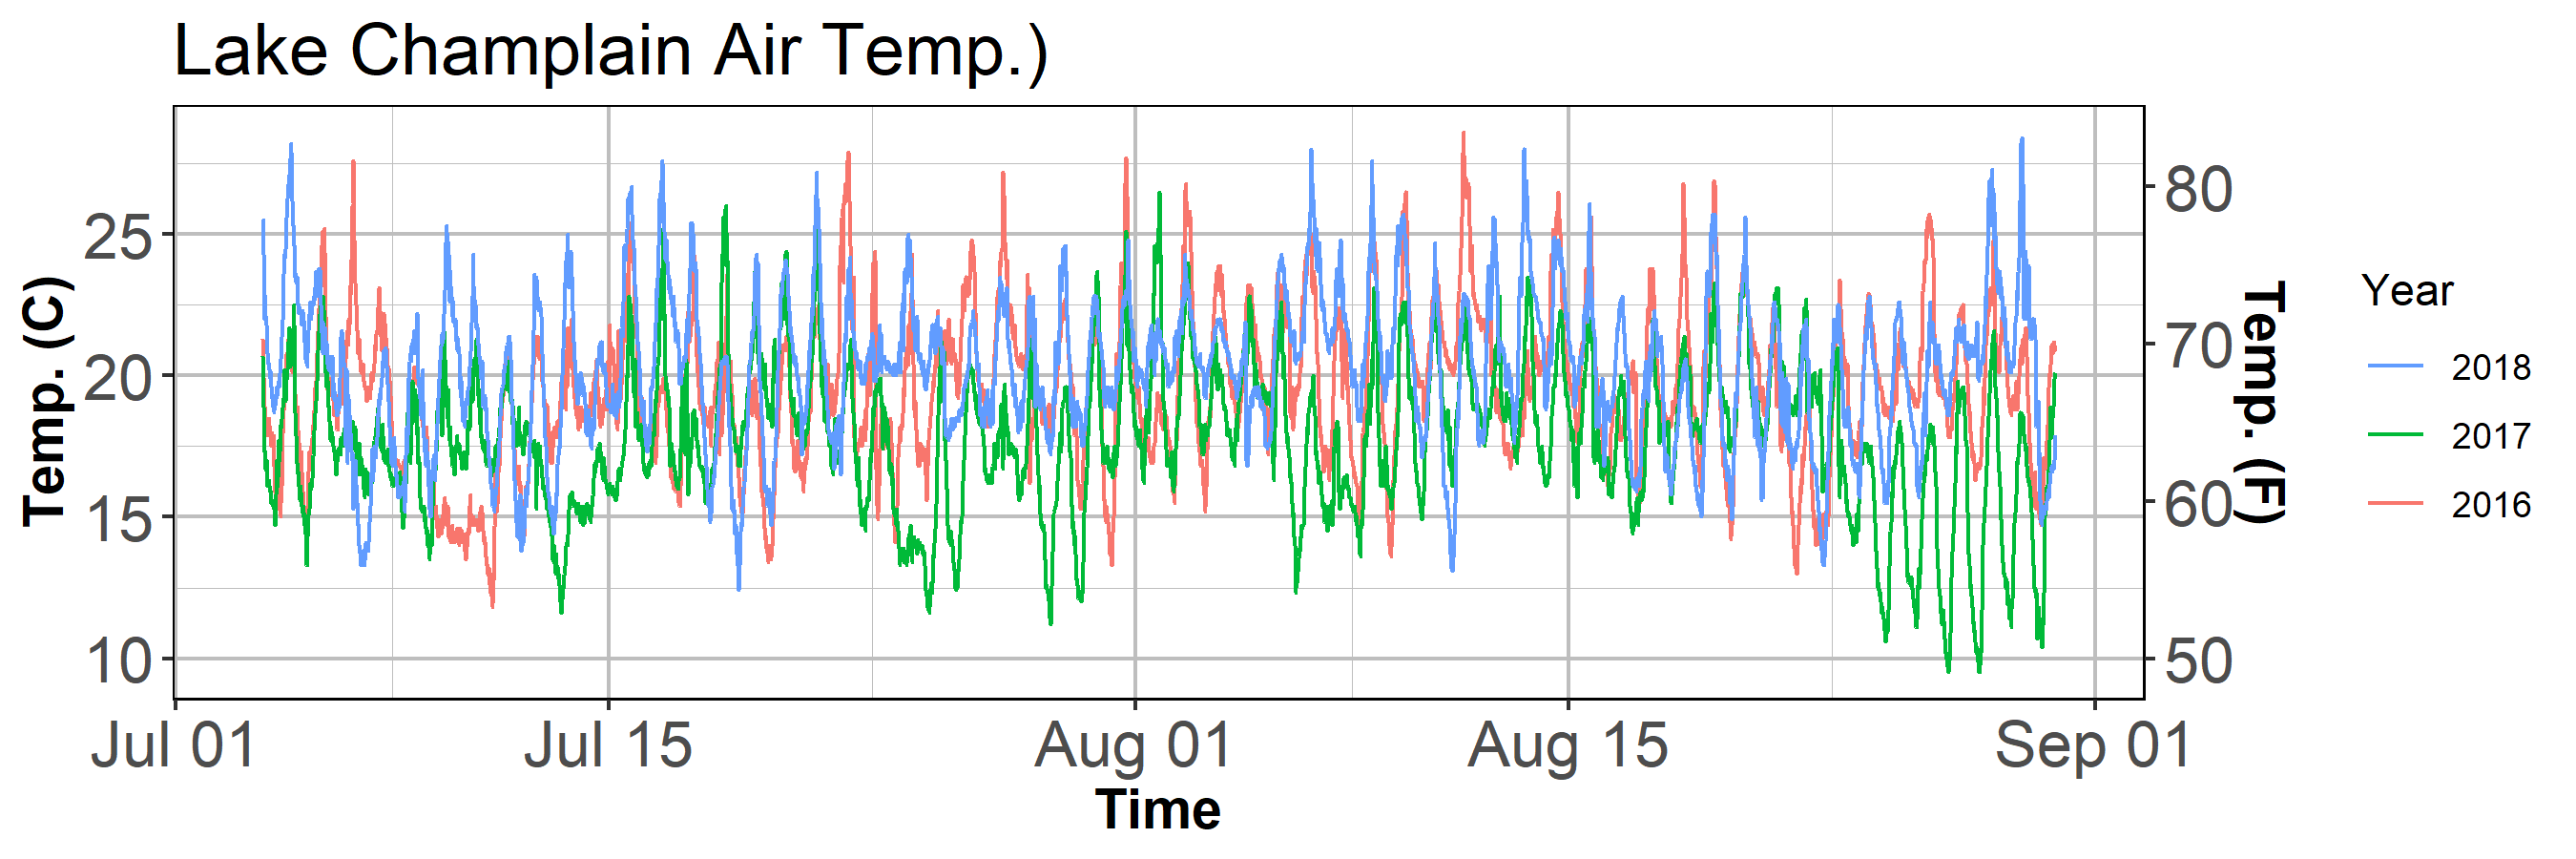 Lake Champlain Air Temp.)
Temp. (C)
25
20
15
10
80
70
60
50
Temp. (F)
Jul 01
Jul 15
Aug 01
Aug 15
Sep 01
Time
Year
2018
2017
2016